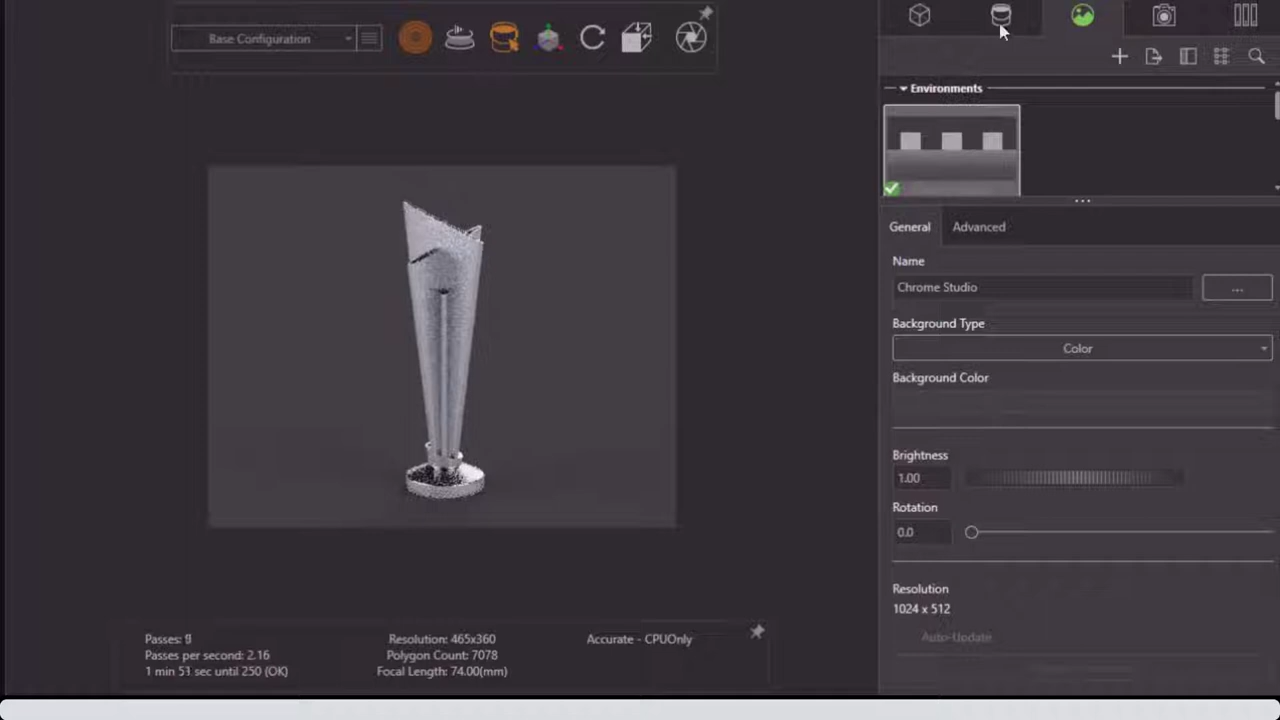 Base Configuration
Environments
General Advanced
Name
Chrome Studio ...
Background Type
Color
Background Color
Brightness
1.00
Rotation
0.0
Resolution
1024 x 512
Auto-Update
Passes: 9 Resolution: 465x360 Accurate - CPUOnly
Passes per second: 2.16 Polygon Count: 7078
1 min 51 sec until 250 (OK) Focal Length: 74.00(mm)